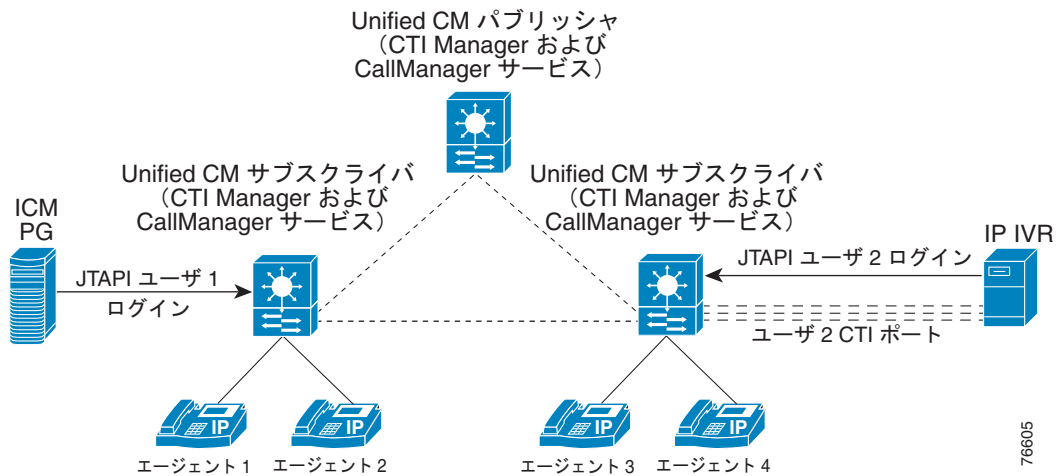 Unified CM パブリッシャ
（CTI Manager および
CallManager サービス）
Unified CM サブスクライバ
（CTI Manager および
CallManager サービス）
Unified CM サブスクライバ
（CTI Manager および
CallManager サービス）
ICM
PG
IP IVR
JTAPI ユーザ 1
ログイン
JTAPI ユーザ 2 ログイン
ユーザ 2 CTI ポート
IP
IP
IP
IP
エージェント 1
エージェント 2
エージェント 3
エージェント 4
76605